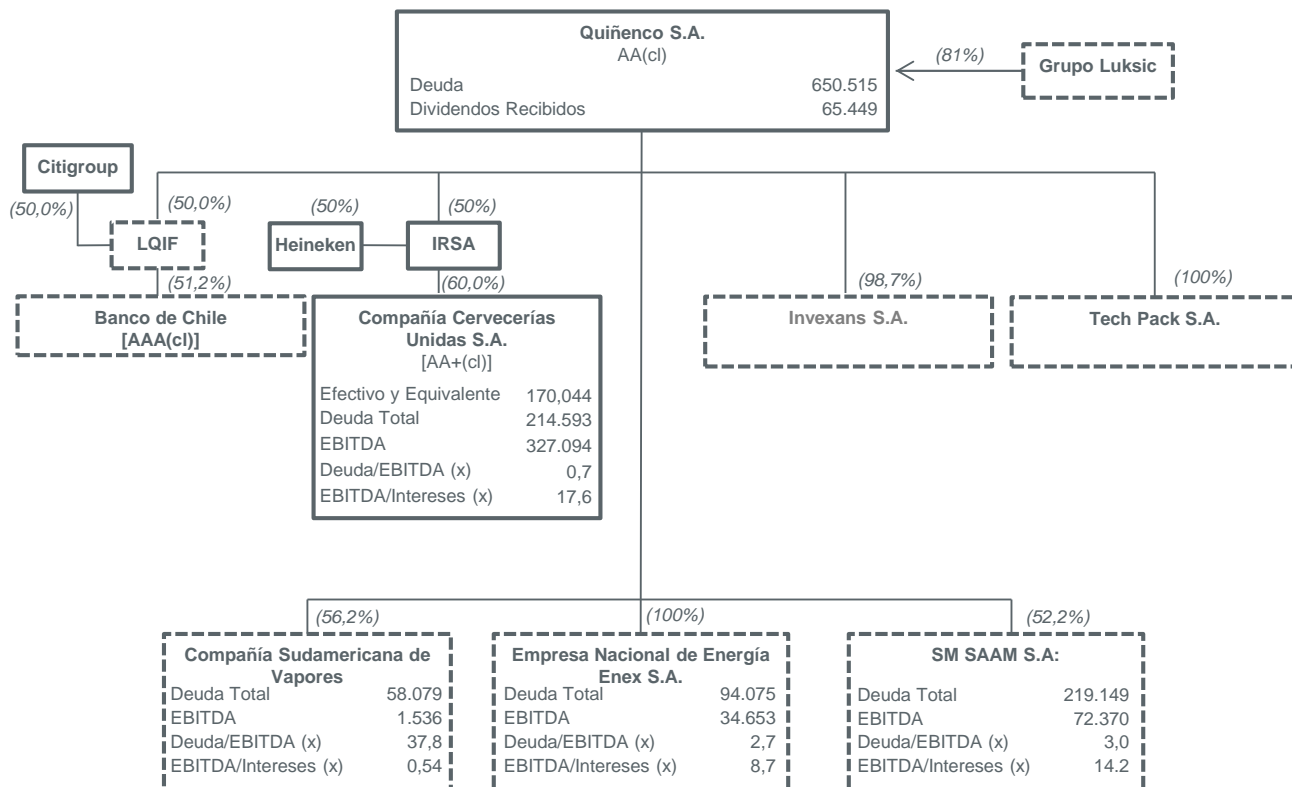 Quiñenco S.A.
AA(cl)
Deuda 650.515
Dividendos Recibidos 65.449
(81%)
Grupo Luksic
Citigroup
(50,0%)
(50,0%)
LQIF
(50%)
Heineken
(50%)
IRSA
(51,2%)
Banco de Chile
[AAA(cl)]
(60,0%)
Compañía Cervecerías
Unidas S.A.
[AA+(cl)]
Efectivo y Equivalente 170,044
Deuda Total 214.593
EBITDA 327.094
Deuda/EBITDA (x) 0,7
EBITDA/Intereses (x) 17,6
(98,7%)
Invexans S.A.
(100%)
Tech Pack S.A.
(56,2%)
Compañía Sudamericana de
Vapores
Deuda Total 58.079
EBITDA 1.536
Deuda/EBITDA (x) 37,8
EBITDA/Intereses (x) 0,54
(100%)
Empresa Nacional de Energía
Enex S.A.
Deuda Total 94.075
EBITDA 34.653
Deuda/EBITDA (x) 2,7
EBITDA/Intereses (x) 8,7
(52,2%)
SM SAAM S.A:
Deuda Total 219.149
EBITDA 72.370
Deuda/EBITDA (x) 3,0
EBITDA/Intereses (x) 14.2